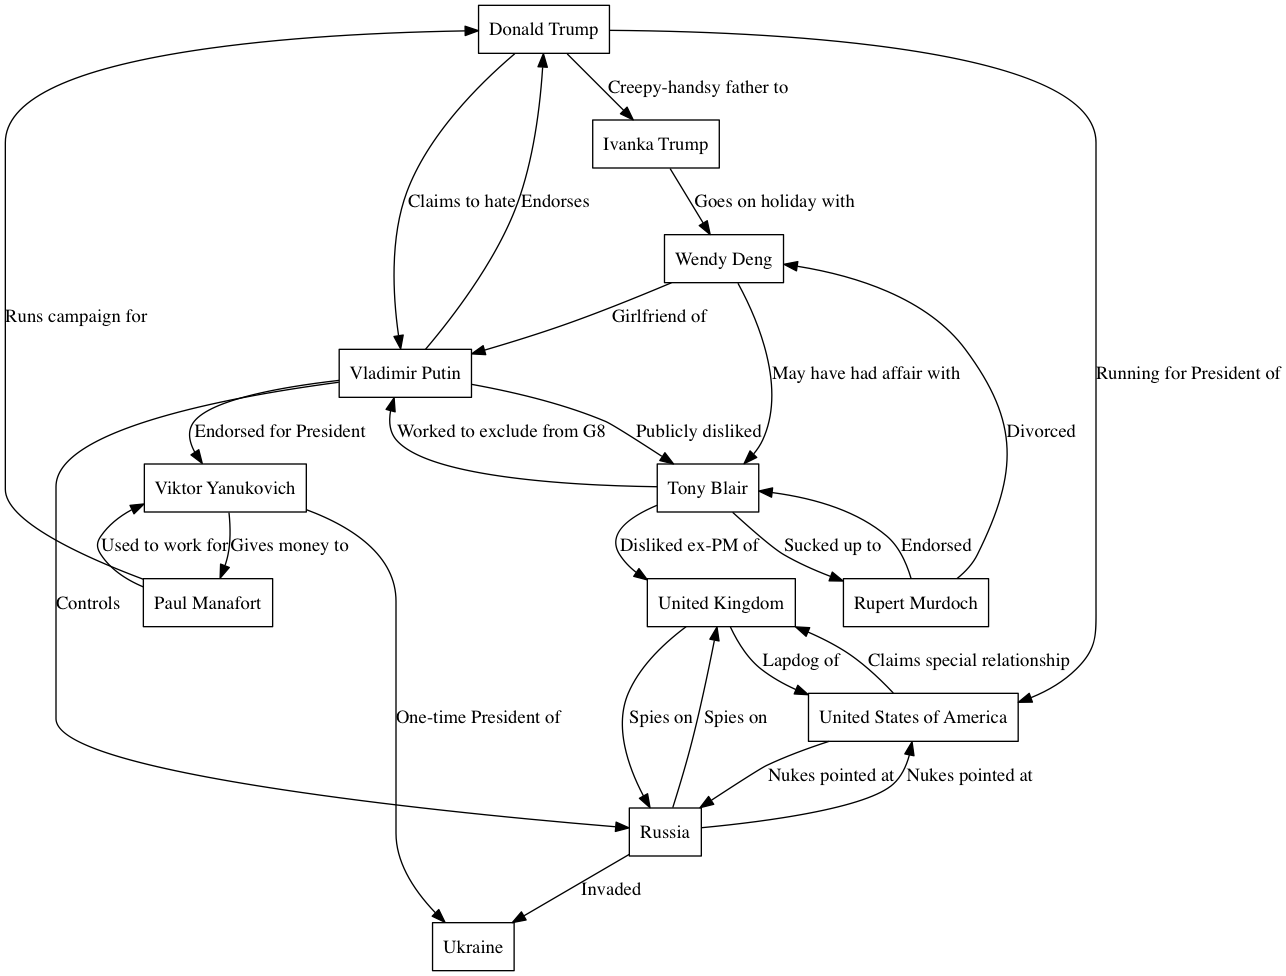 Donald Trump
Creepy-handsy father to
Ivanka Trump
Claims to hate
Endorses
Goes on holiday with
Wendy Deng
Runs campaign for
Girlfriend of
Vladimir Putin
May have had affair with
Running for President of
Endorsed for President
Worked to exclude from G8
Publicly disliked
Divorced
Viktor Yanukovich
Tony Blair
Used to work for
Gives money to
Disliked ex-PM of
Sucked up to
Endorsed
Controls
Paul Manafort
United Kingdom
Rupert Murdoch
Lapdog of
Claims special relationship
One-time President of
Spies on
Spies on
United States of America
Nukes pointed at
Nukes pointed at
Russia
Invaded
Ukraine